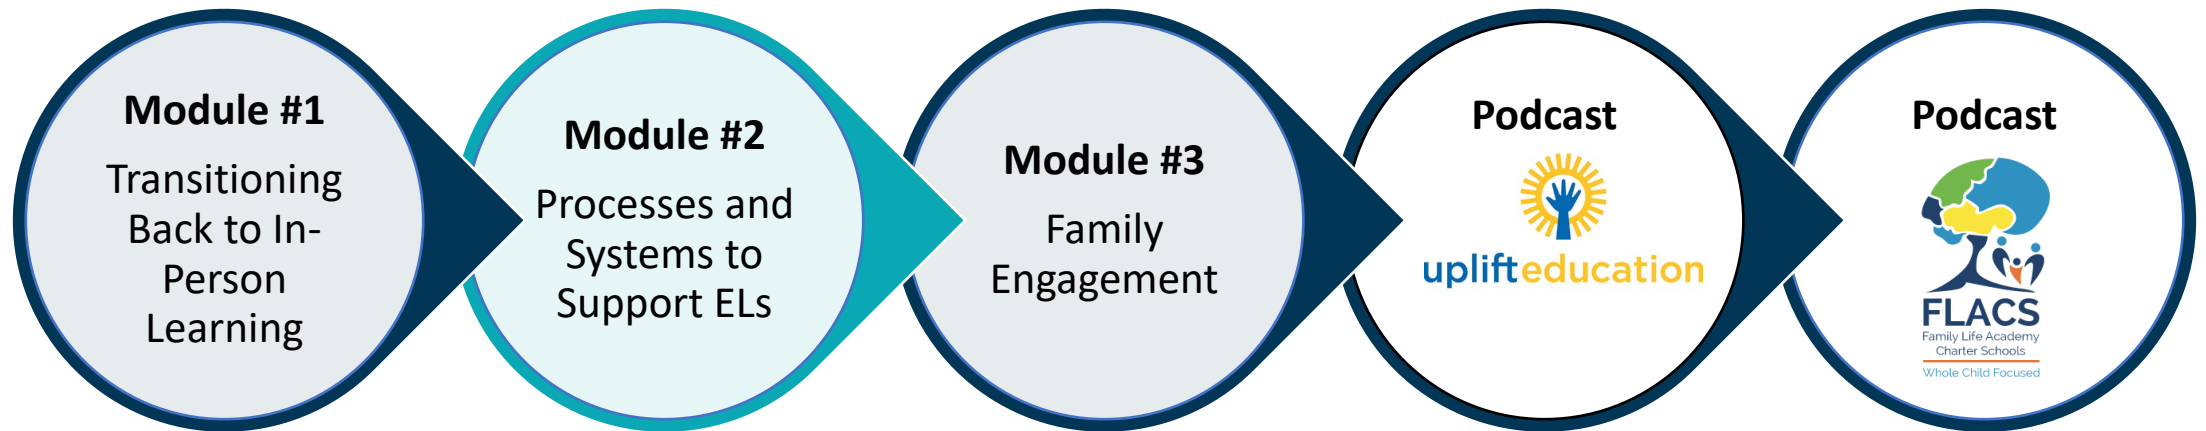 Module #1
Transitioning
Back to In-
Person
Learning
Module #2
Processes and
Systems to
Support ELs
Module #3
Family
Engagement
Podcast
uplifteducation
Podcast
FLACS
Family Life Academy
Charter Schools
Whole Child Focused